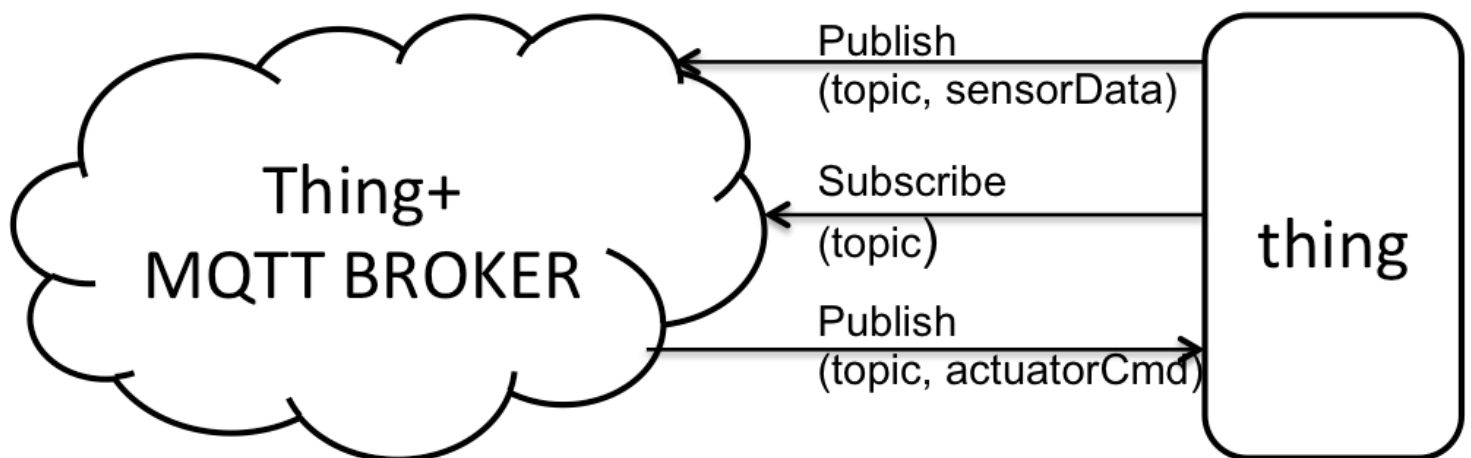 Thing+
MQTT BROKER
Publish
(topic, sensorData)
Subscribe
(topic)
Publish
(topic, actuatorCmd)
thing